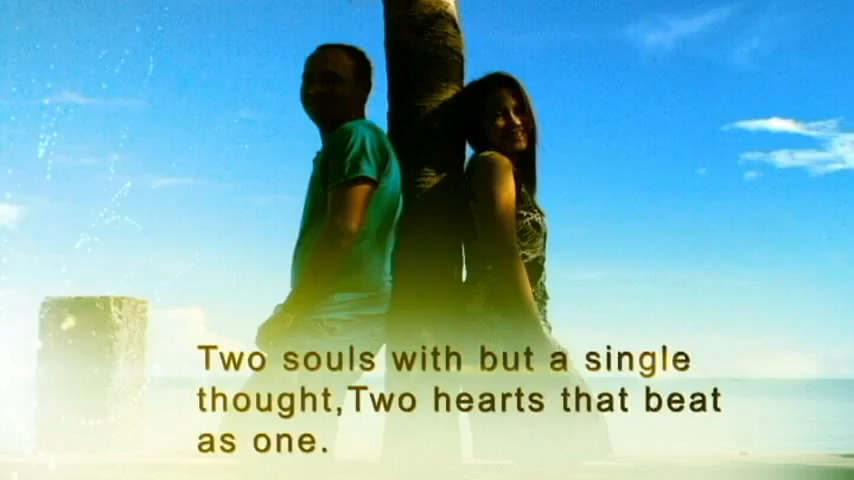 Two souls with but a single
thought,Two hearts that beat
as one.